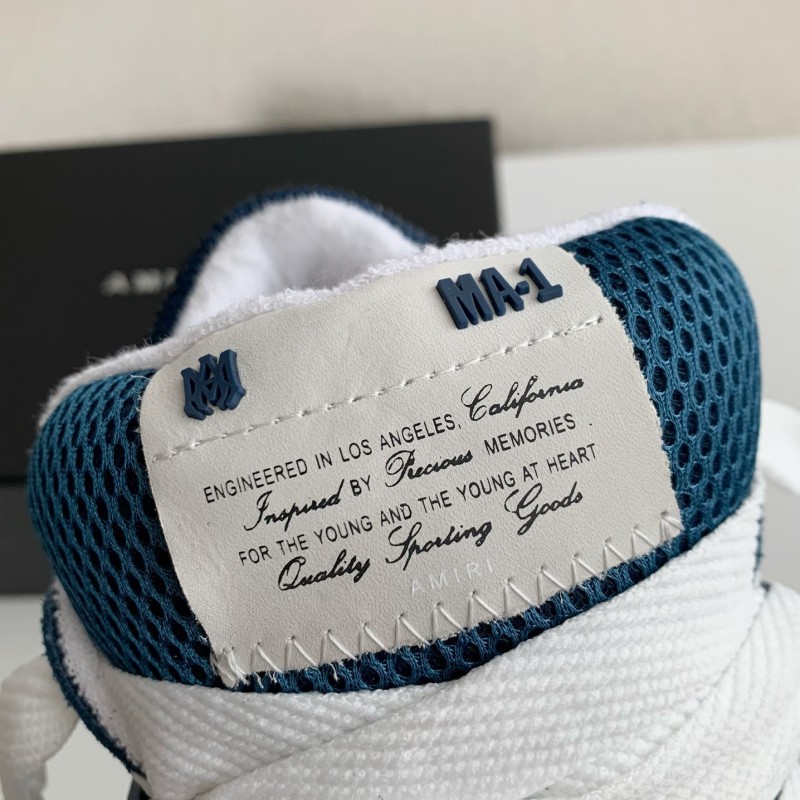 AMIRI
MA-1
ENGINEERED IN LOS ANGELES, California
Inspired BY Precious MEMORIES .
FOR THE YOUNG AND THE YOUNG AT HEART
Quality Sporting Goods
AMIRI